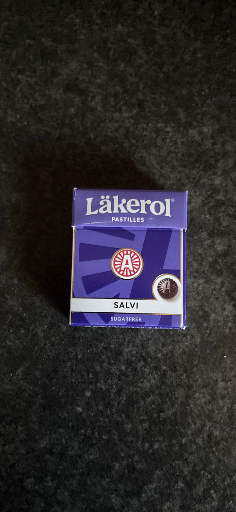 Läkerol®
PASTILLES
Ä
SALVI
SUGARFREE